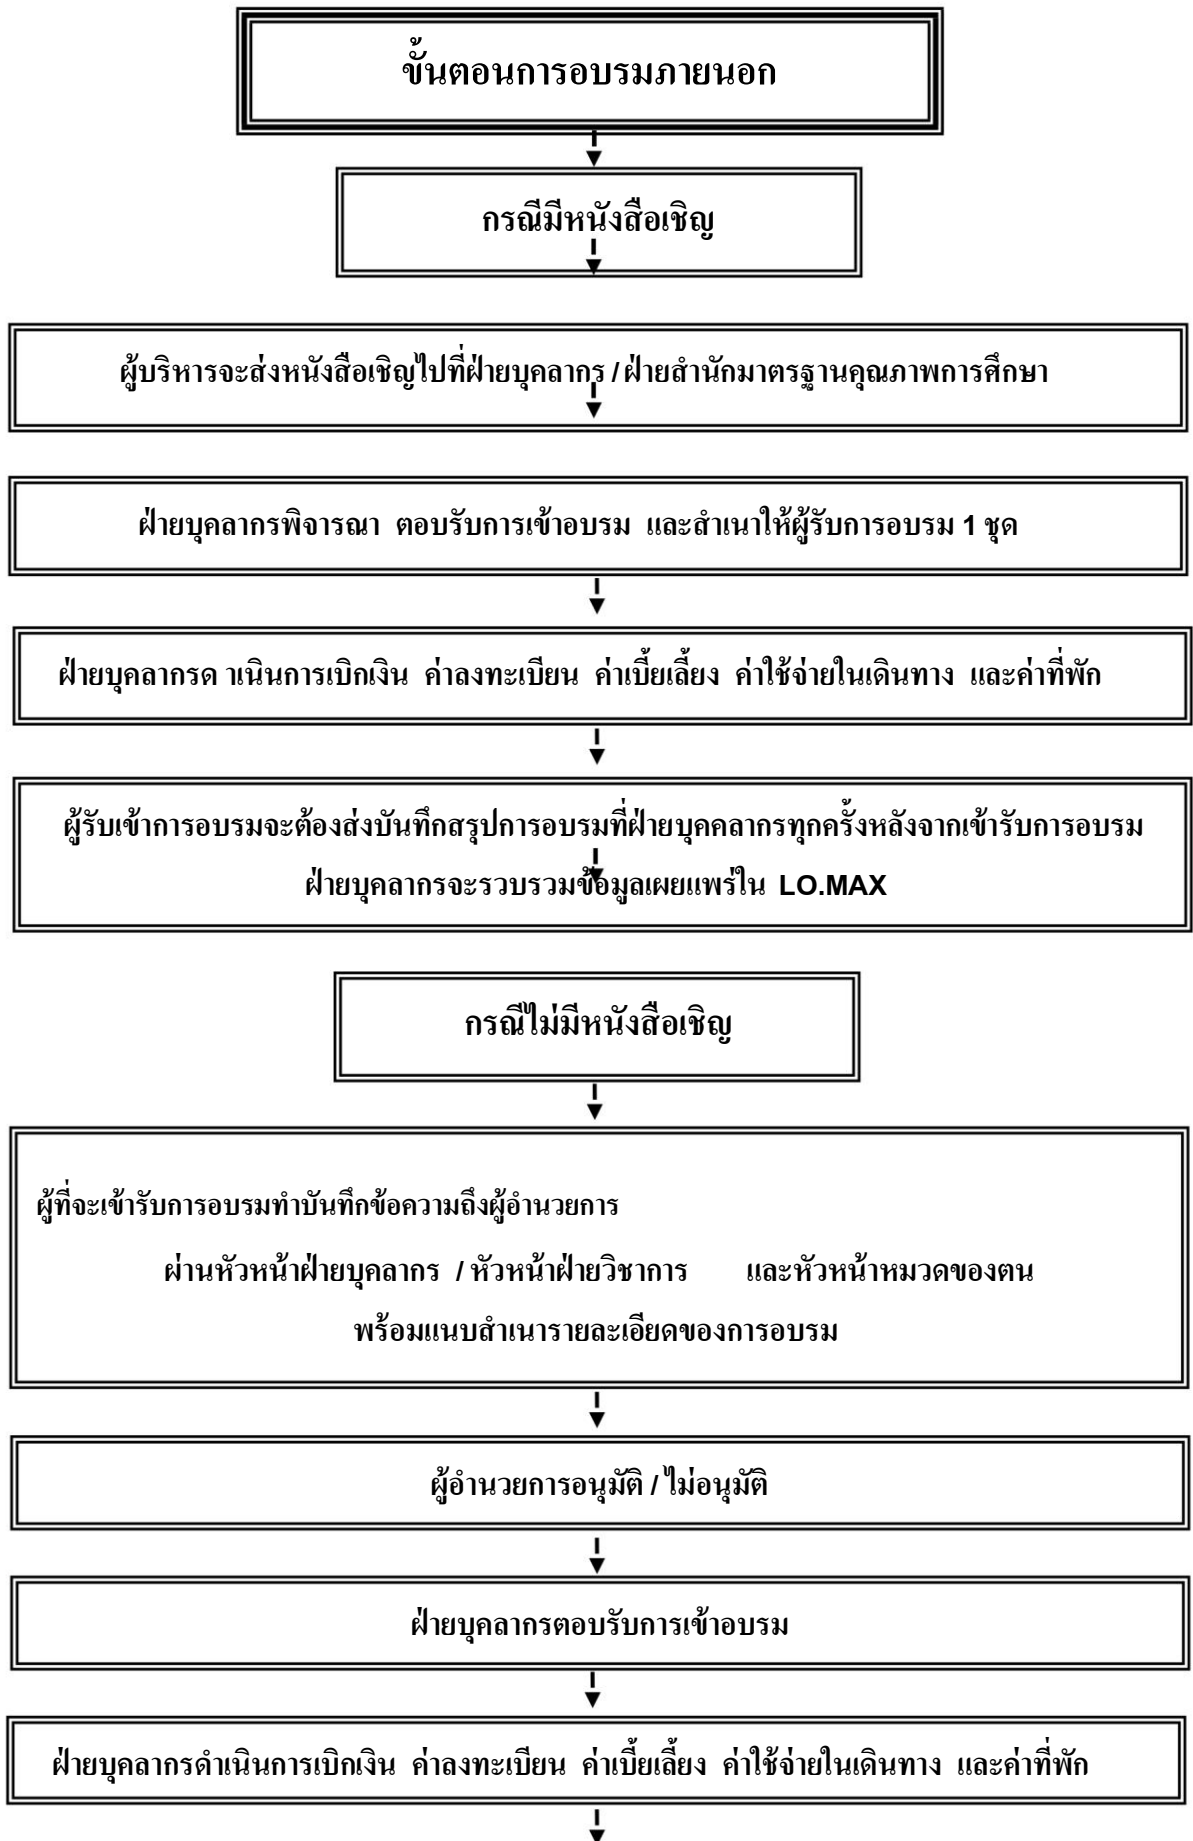 ขั้นตอนการอบรมภายนอก
กรณีมีหนังสือเชิญ
ผู้บริหารจะส่งหนังสือเชิญไปที่ฝ่ายบุคลากร / ฝ่ายสำนักมาตรฐานคุณภาพการศึกษา
ฝ่ายบุคลากรพิจารณา ตอบรับการเข้าอบรม และสำเนาให้ผู้รับการอบรม 1 ชุด
ฝ่ายบุคลากรด าเนินการเบิกเงิน ค่าลงทะเบียน ค่าเบี้ยเลี้ยง ค่าใช้จ่ายในเดินทาง และค่าที่พัก
ผู้รับเข้าการอบรมจะต้องส่งบันทึกสรุปการอบรมที่ฝ่ายบุคคลากรทุกครั้งหลังจากเข้ารับการอบรม
ฝ่ายบุคลากรจะรวบรวมข้อมูลเผยแพร่ใน LO.MAX
กรณีไม่มีหนังสือเชิญ
ผู้ที่จะเข้ารับการอบรมทำบันทึกข้อความถึงผู้อำนวยการ
ผ่านหัวหน้าฝ่ายบุคลากร / หัวหน้าฝ่ายวิชาการ และหัวหน้าหมวดของตน
พร้อมแนบสำเนารายละเอียดของการอบรม
ผู้อำนวยการอนุมัติ / ไม่อนุมัติ
ฝ่ายบุคลากรตอบรับการเข้าอบรม
ฝ่ายบุคลากรดำเนินการเบิกเงิน ค่าลงทะเบียน ค่าเบี้ยเลี้ยง ค่าใช้จ่ายในเดินทาง และค่าที่พัก